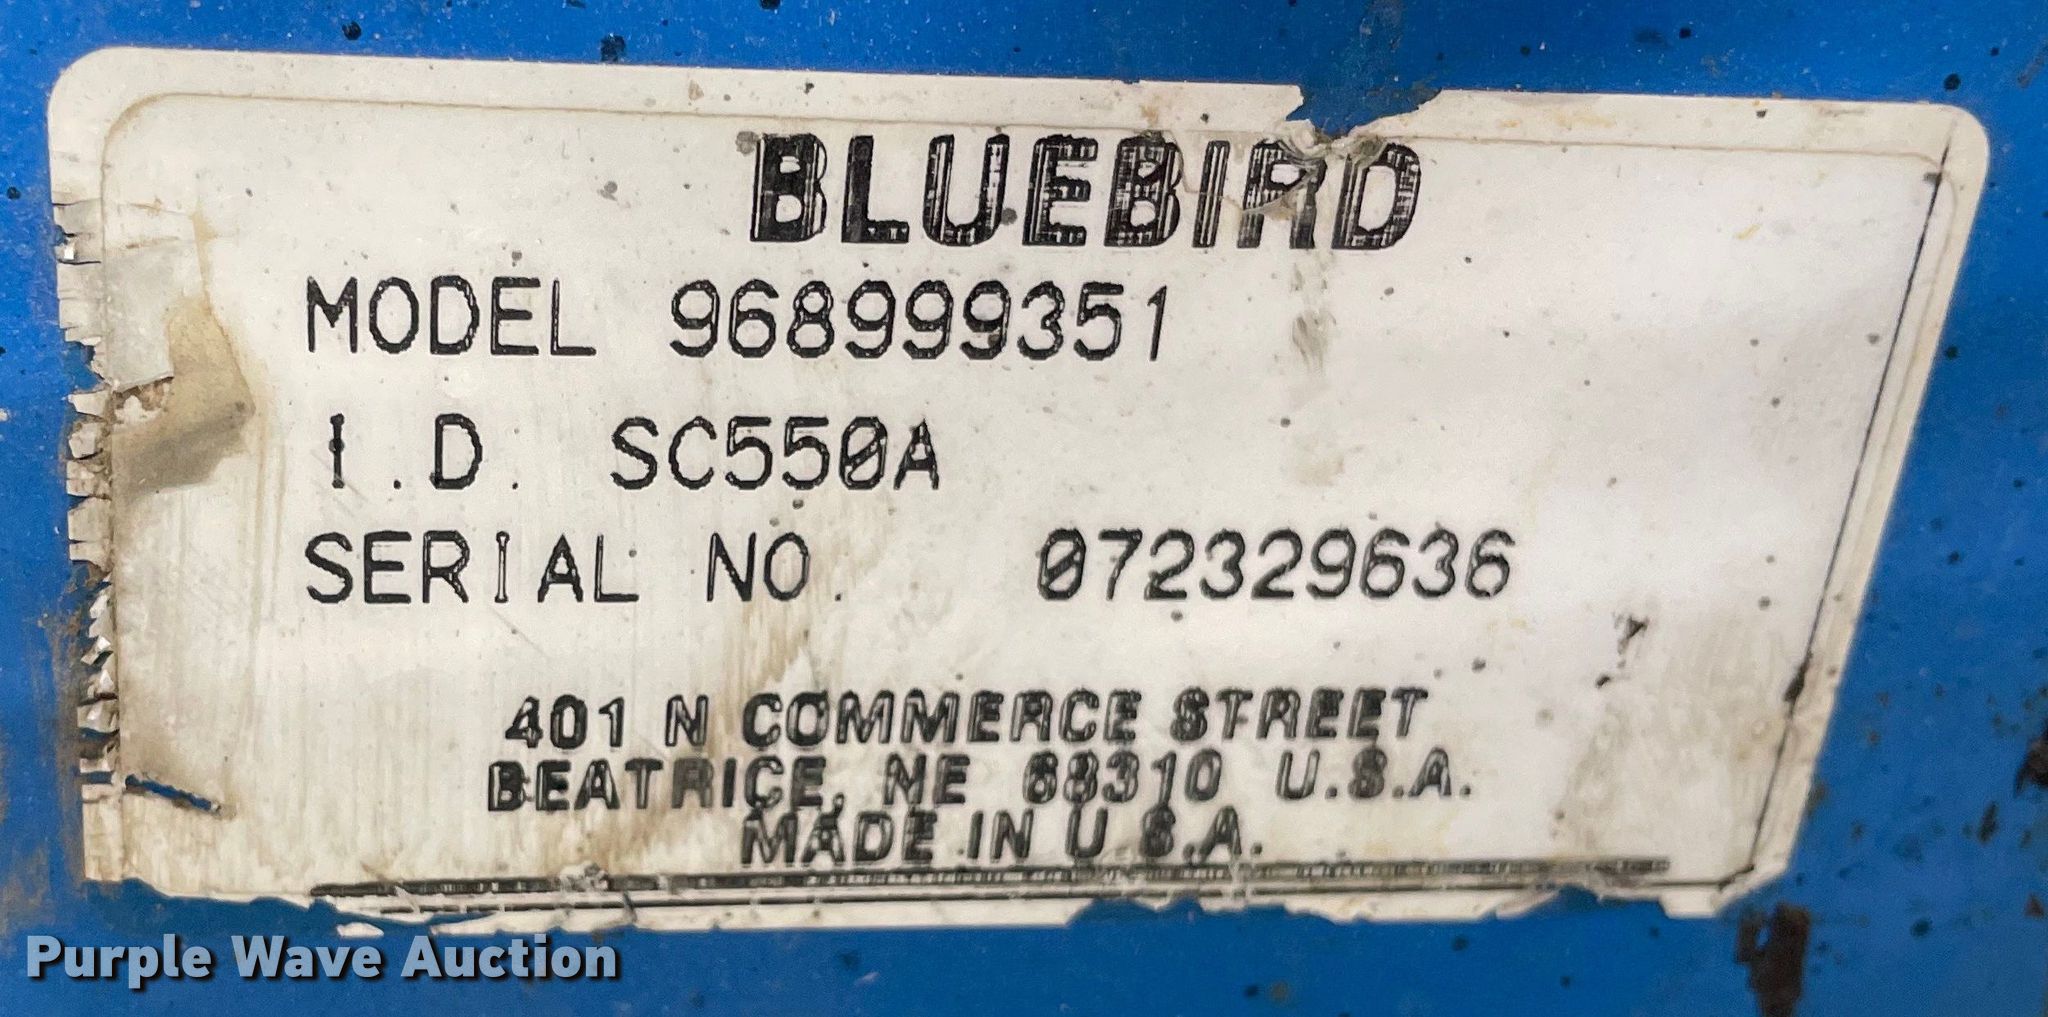 BLUEBIRD
MODEL 968999351
I.D. SC550A
SERIAL NO. 072329636
401 N COMMERCE STREET
BEATRICE, NE 68310 U.S.A.
MADE IN U.S.A.
Purple Wave Auction